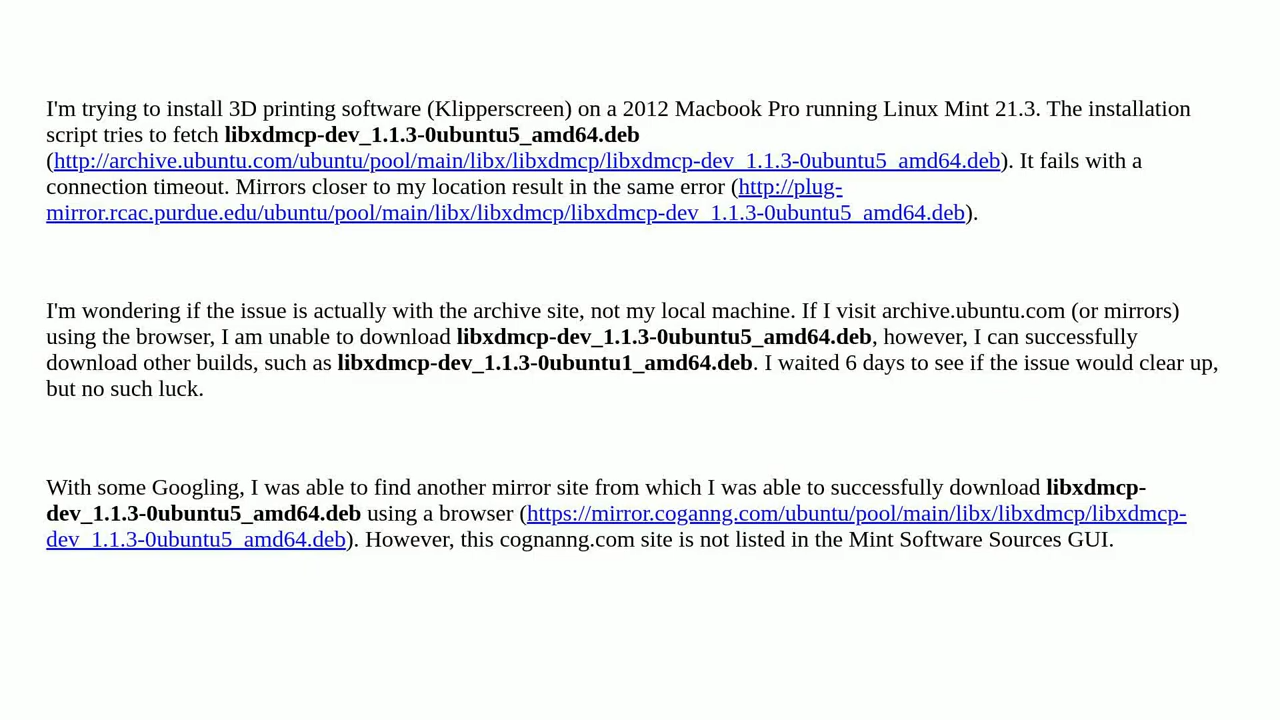 I'm trying to install 3D printing software (Klipperscreen) on a 2012 Macbook Pro running Linux Mint 21.3. The installation
script tries to fetch libxdmcp-dev_1.1.3-0ubuntu5_amd64.deb
(http://archive.ubuntu.com/ubuntu/pool/main/libx/libxdmcp/libxdmcp-dev_1.1.3-0ubuntu5_amd64.deb). It fails with a
connection timeout. Mirrors closer to my location result in the same error (http://plug-
mirror.rcac.purdue.edu/ubuntu/pool/main/libx/libxdmcp/libxdmcp-dev_1.1.3-0ubuntu5_amd64.deb).
I'm wondering if the issue is actually with the archive site, not my local machine. If I visit archive.ubuntu.com (or mirrors)
using the browser, I am unable to download libxdmcp-dev_1.1.3-0ubuntu5_amd64.deb, however, I can successfully
download other builds, such as libxdmcp-dev_1.1.3-0ubuntu1_amd64.deb. I waited 6 days to see if the issue would clear up,
but no such luck.
With some Googling, I was able to find another mirror site from which I was able to successfully download libxdmcp-
dev_1.1.3-0ubuntu5_amd64.deb using a browser (https://mirror.coganng.com/ubuntu/pool/main/libx/libxdmcp/libxdmcp-
dev_1.1.3-0ubuntu5_amd64.deb). However, this cognanng.com site is not listed in the Mint Software Sources GUI.